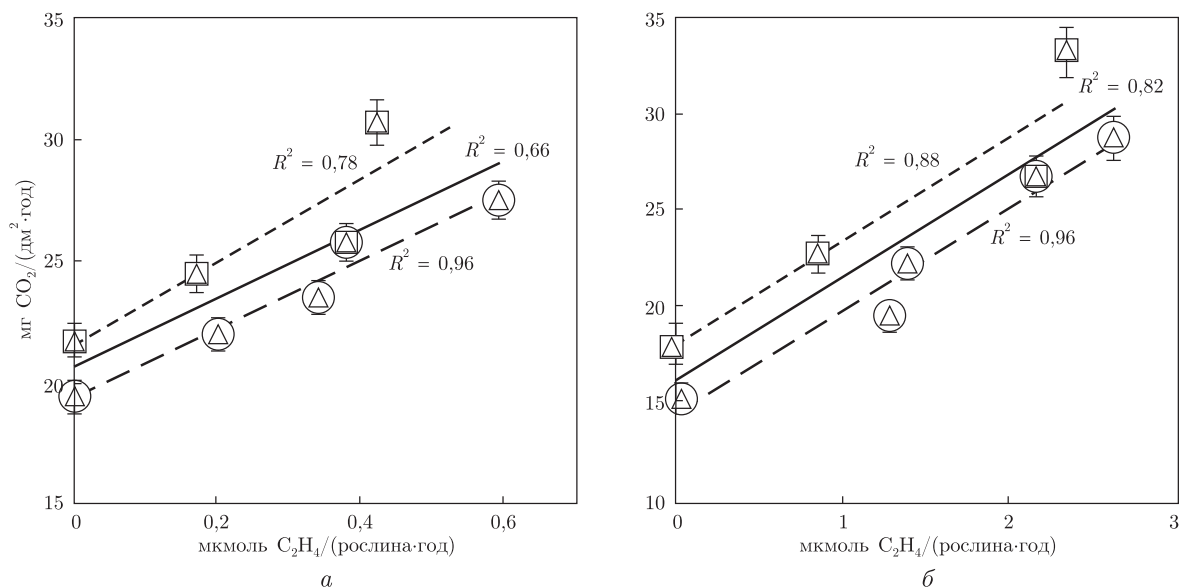 35
30
25
20
15
мг CO₂/(дм²·год)
R² = 0,78
R² = 0,66
R² = 0,96
0
0,2
0,4
0,6
мкмоль C₂H₄/(рослина·год)
а
35
30
25
20
15
10
R² = 0,82
R² = 0,88
R² = 0,96
0
1
2
3
мкмоль C₂H₄/(рослина·год)
б